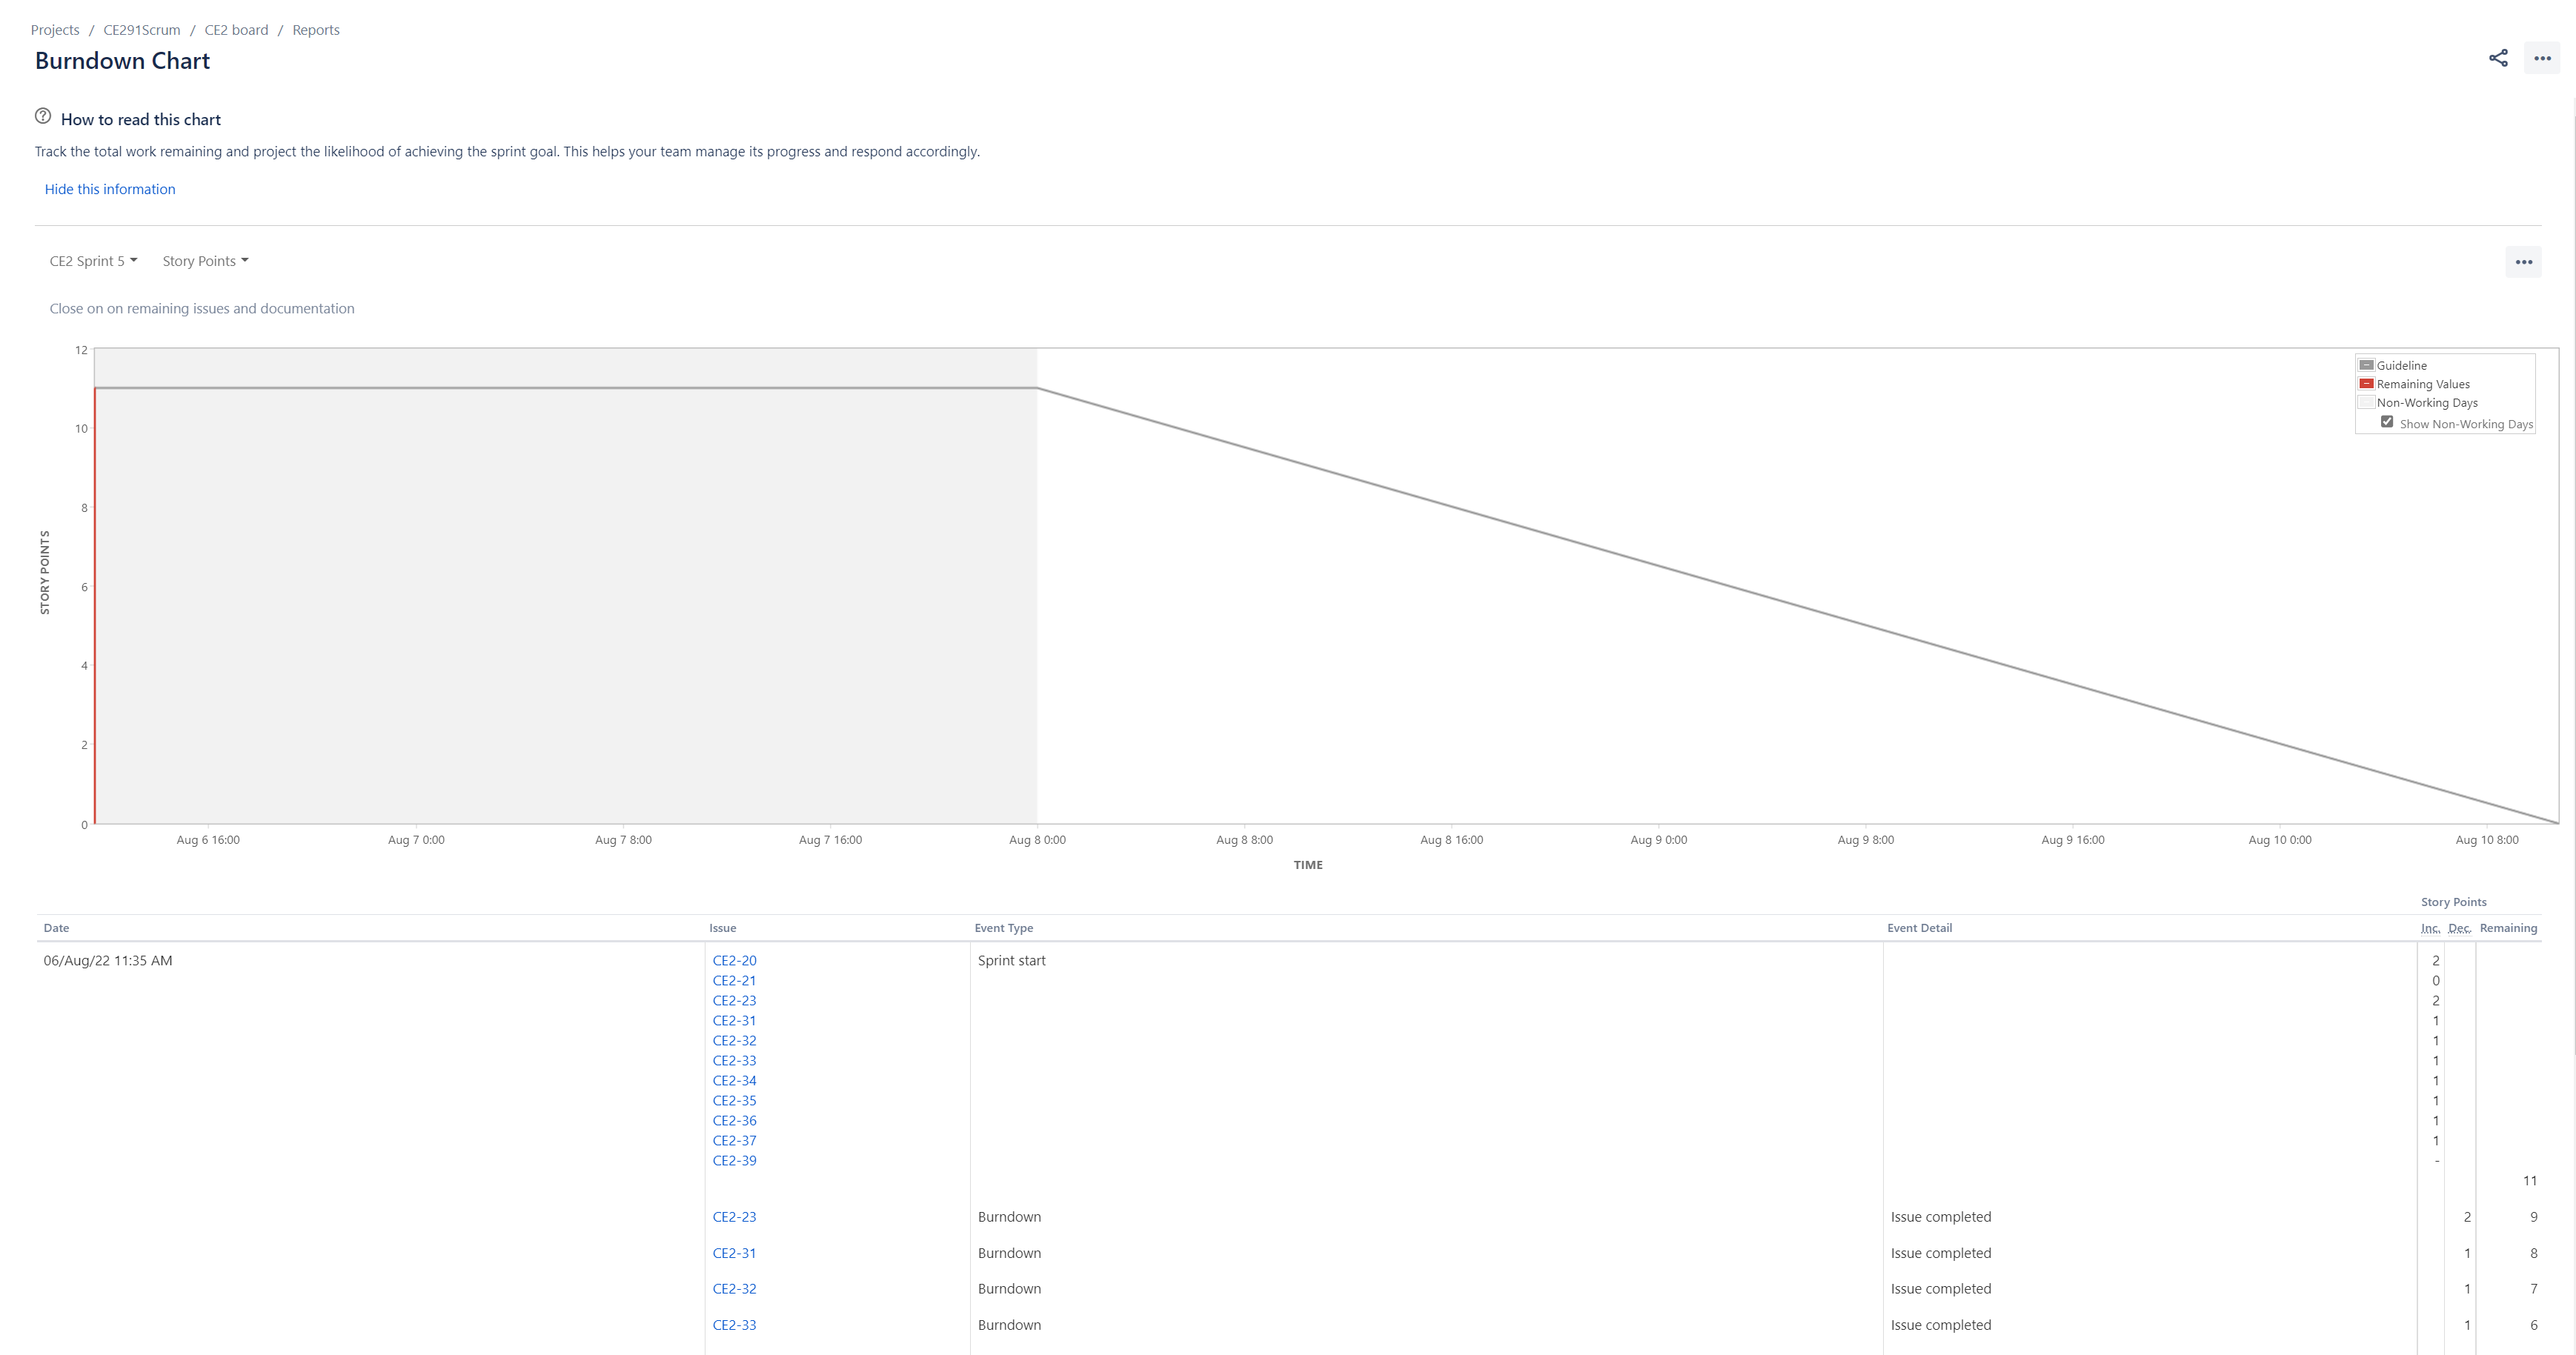 Projects / CE291Scrum / CE2 board / Reports
Burndown Chart
How to read this chart
Track the total work remaining and project the likelihood of achieving the sprint goal. This helps your team manage its progress and respond accordingly.
Hide this information
CE2 Sprint 5 Story Points
Close on on remaining issues and documentation
12
10
8
6
4
2
0
STORY POINTS
Guideline
Remaining Values
Non-Working Days
Show Non-Working Days
Aug 6 16:00 Aug 7 0:00 Aug 7 8:00 Aug 7 16:00 Aug 8 0:00 Aug 8 8:00 Aug 8 16:00 Aug 9 0:00 Aug 9 8:00 Aug 9 16:00 Aug 10 0:00 Aug 10 8:00
TIME
Story Points
Date Issue Event Type Event Detail Inc. Dec. Remaining
06/Aug/22 11:35 AM CE2-20 Sprint start 2
CE2-21 0
CE2-23 2
CE2-31 1
CE2-32 1
CE2-33 1
CE2-34 1
CE2-35 1
CE2-36 1
CE2-37 1
CE2-39 -
11
CE2-23 Burndown Issue completed 2 9
CE2-31 Burndown Issue completed 1 8
CE2-32 Burndown Issue completed 1 7
CE2-33 Burndown Issue completed 1 6